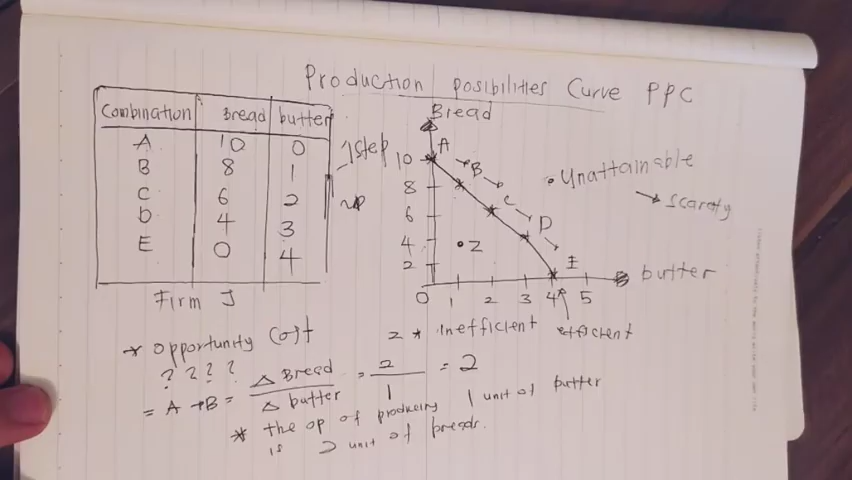 Production posibilities Curve PPC
Combination Bread butter
A 10 0
B 8 1
C 6 2
D 4 3
E 0 4
1step
Firm J
Bread
10
8
6
4
2
0 1 2 3 4 5
A
B
C
D
E
Z
butter
Unattainable
→ scarcity
z * inefficient efficient
* opportunity Cost
? ? ? ?
= A → B = Δ Bread / Δ butter = 2 / 1 = 2
* the op of producing 1 unit of butter
is 2 unit of breads.